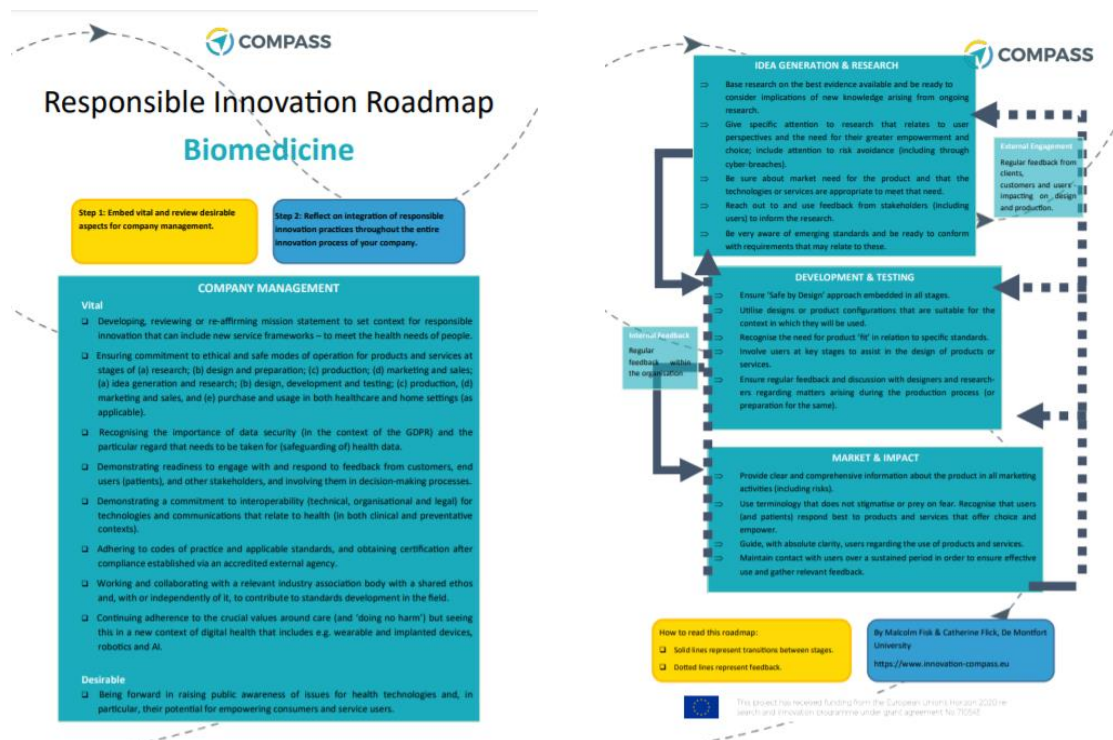 COMPASS
Responsible Innovation Roadmap
Biomedicine
Step 1: Embed vital and review desirable
aspects for company management.
Step 2: Reflect on integration of responsible
innovation practices throughout the entire
innovation process of your company.
COMPANY MANAGEMENT
Vital
Developing, reviewing or re-affirming mission statement to set context for responsible
innovation that can include new service frameworks – to meet the health needs of people.
Ensuring commitment to ethical and safe modes of operation for products and services at
stages of (a) research; (b) design and preparation; (c) production; (d) marketing and sales;
(a) idea generation and research; (b) design, development and testing; (c) production, (d)
marketing and sales, and (e) purchase and usage in both healthcare and home settings (as
applicable).
Recognising the importance of data security (in the context of the GDPR) and the
particular regard that needs to be taken for (safeguarding of) health data.
Demonstrating readiness to engage with and respond to feedback from customers, end
users (patients), and other stakeholders, and involving them in decision-making processes.
Demonstrating a commitment to interoperability (technical, organisational and legal) for
technologies and communications that relate to health (in both clinical and preventative
contexts).
Adhering to codes of practice and applicable standards, and obtaining certification after
compliance established via an accredited external agency.
Working and collaborating with a relevant industry association body with a shared ethos
and, with or independently of it, to contribute to standards development in the field.
Continuing adherence to the crucial values around care (and 'doing no harm') but seeing
this in a new context of digital health that includes e.g. wearable and implanted devices,
robotics and AI.
Desirable
Being forward in raising public awareness of issues for health technologies and, in
particular, their potential for empowering consumers and service users.
COMPASS
IDEA GENERATION & RESEARCH
Base research on the best evidence available and be ready to
consider implications of new knowledge arising from ongoing
research.
Give specific attention to research that relates to user
perspectives and the need for their greater empowerment and
choice; include attention to risk avoidance (including through
cyber-breaches).
Be sure about market need for the product and that the
technologies or services are appropriate to meet that need.
Reach out to and use feedback from stakeholders (including
users) to inform the research.
Be very aware of emerging standards and be ready to conform
with requirements that may relate to these.
External Engagement
Regular feedback from
clients,
customers and users'-
impacting on design
and production.
DEVELOPMENT & TESTING
Ensure 'Safe by Design' approach embedded in all stages.
Utilise designs or product configurations that are suitable for the
context in which they will be used.
Recognise the need for product 'fit' in relation to specific standards.
Involve users at key stages to assist in the design of products or
services.
Ensure regular feedback and discussion with designers and research-
ers regarding matters arising during the production process (or
preparation for the same).
Internal Feedback
Regular
feedback within
the organisation
MARKET & IMPACT
Provide clear and comprehensive information about the product in all marketing
activities (including risks).
Use terminology that does not stigmatise or prey on fear. Recognise that users
(and patients) respond best to products and services that offer choice and
empower.
Guide, with absolute clarity, users regarding the use of products and services.
Maintain contact with users over a sustained period in order to ensure effective
use and gather relevant feedback.
How to read this roadmap:
Solid lines represent transitions between stages.
Dotted lines represent feedback.
By Malcolm Fisk & Catherine Flick, De Montfort
University
https://www.innovation-compass.eu
This project has received funding from the European Union's Horizon 2020 re-
search and innovation programme under grant agreement No 710543